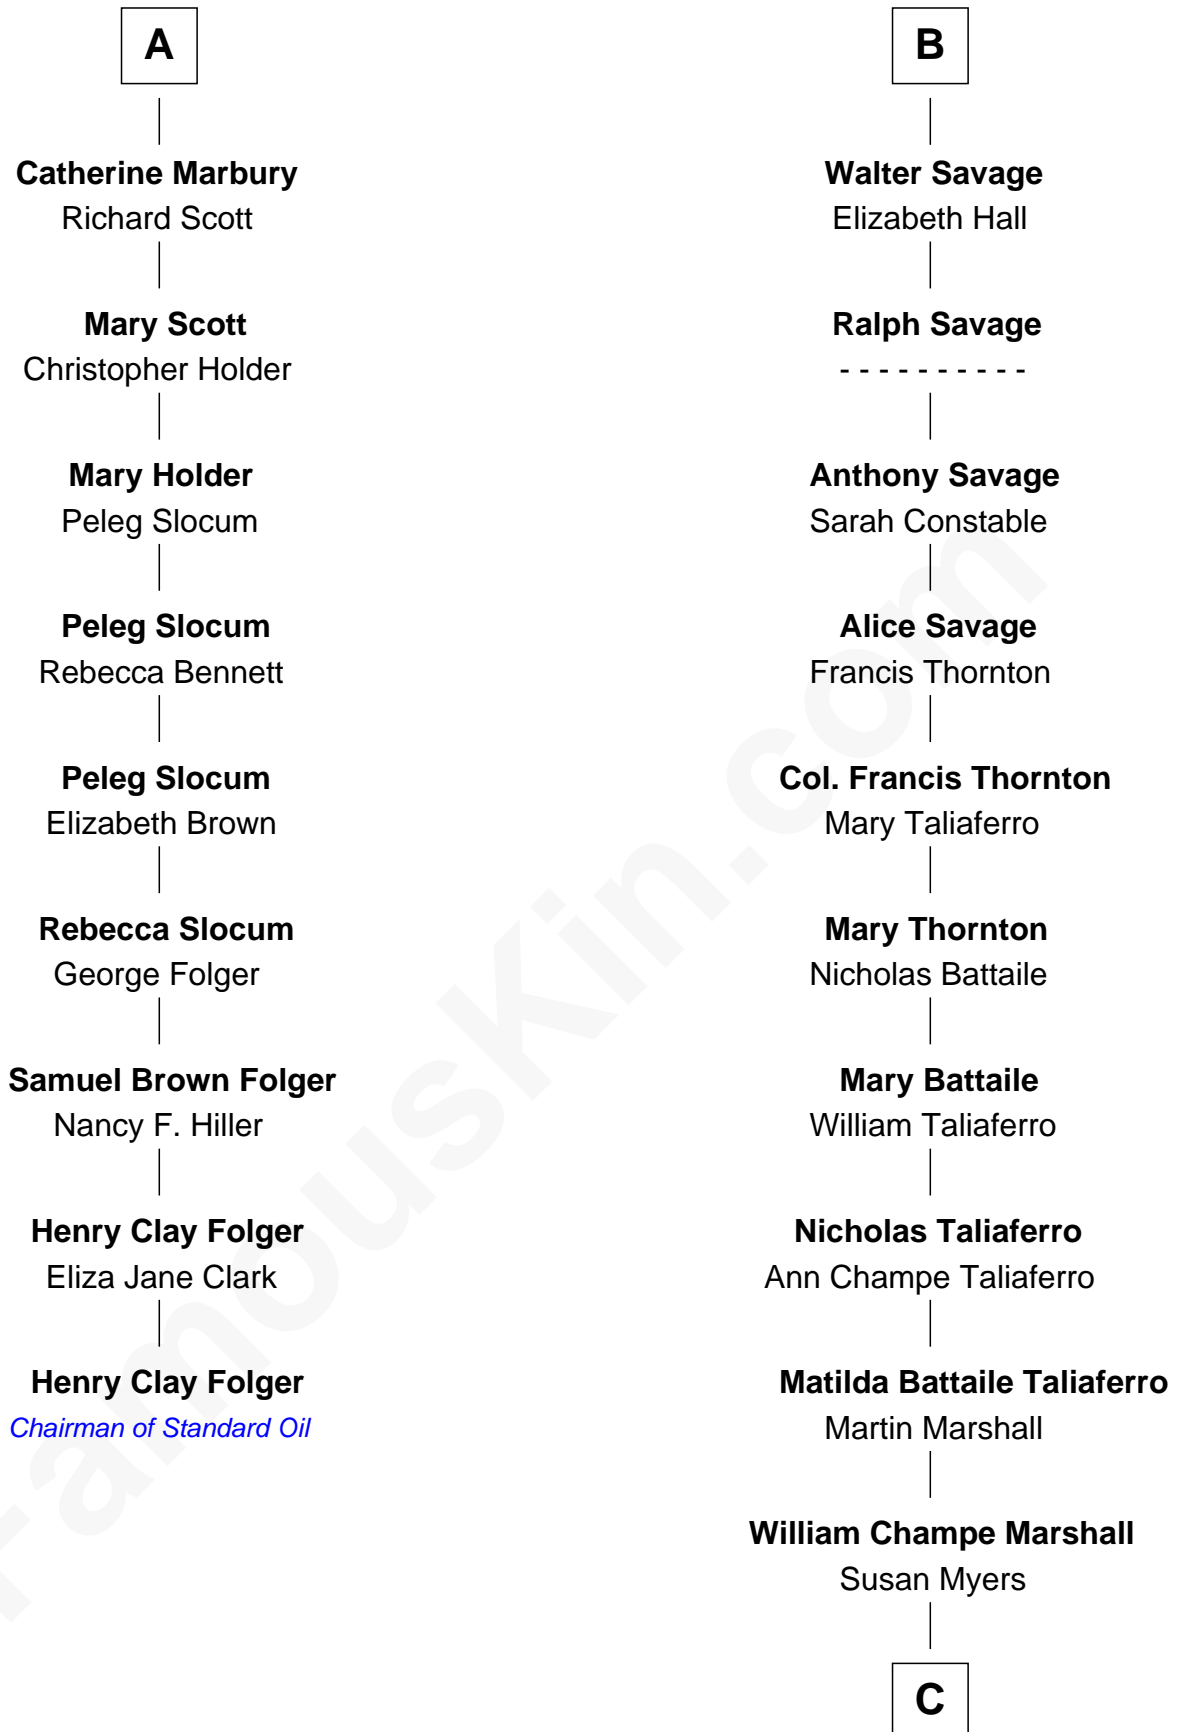 A
Catherine Marbury
Richard Scott
Mary Scott
Christopher Holder
Mary Holder
Peleg Slocum
Peleg Slocum
Rebecca Bennett
Peleg Slocum
Elizabeth Brown
Rebecca Slocum
George Folger
Samuel Brown Folger
Nancy F. Hiller
Henry Clay Folger
Eliza Jane Clark
Henry Clay Folger
Chairman of Standard Oil
B
Walter Savage
Elizabeth Hall
Ralph Savage
- - - - - - - - - -
Anthony Savage
Sarah Constable
Alice Savage
Francis Thornton
Col. Francis Thornton
Mary Taliaferro
Mary Thornton
Nicholas Battaile
Mary Battaile
William Taliaferro
Nicholas Taliaferro
Ann Champe Taliaferro
Matilda Battaile Taliaferro
Martin Marshall
William Champe Marshall
Susan Myers
C
FamousKin.com